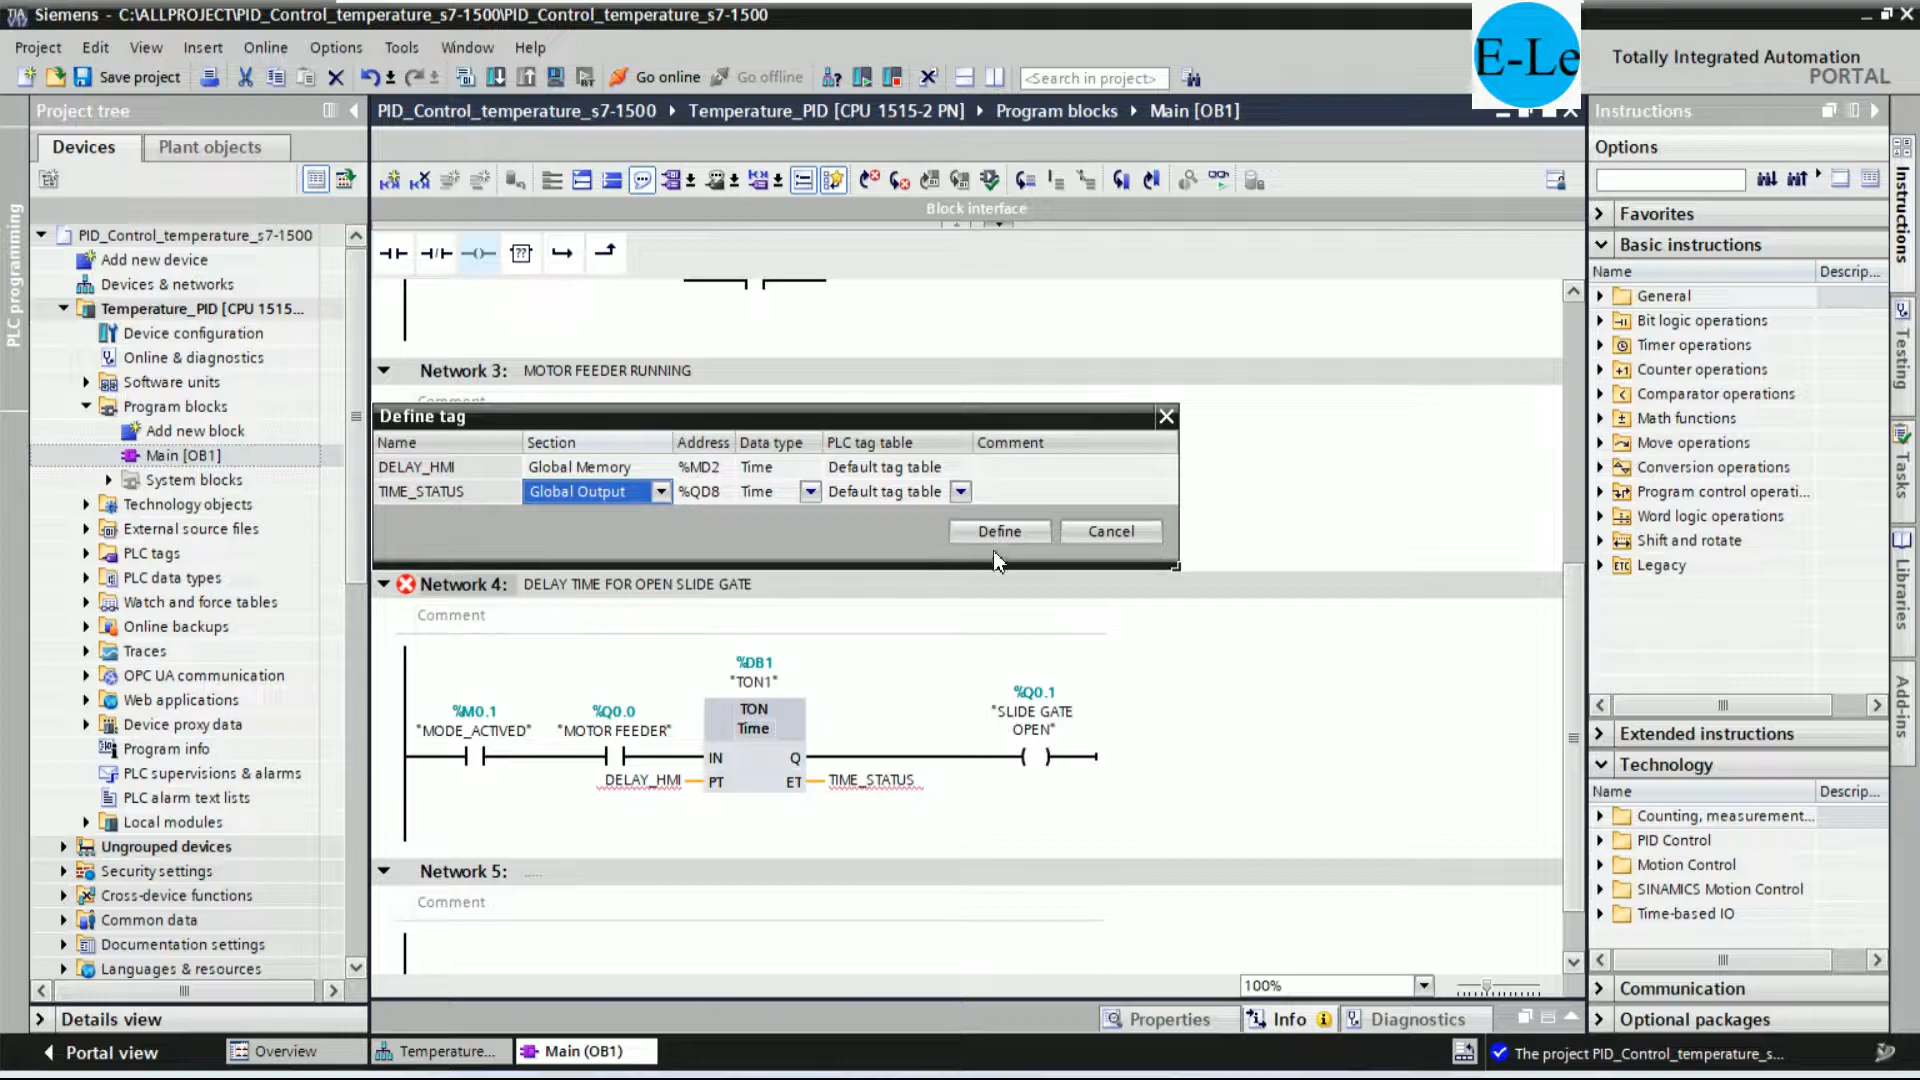 Siemens - C:\ALLPROJECT\PID_Control_temperature_s7-1500\PID_Control_temperature_s7-1500
Project Edit View Insert Online Options Tools Window Help
E-Le
Totally Integrated Automation
PORTAL
Save project
Go online
Go offline
<Search in project>
Project tree
PID_Control_temperature_s7-1500 Temperature_PID [CPU 1515-2 PN] Program blocks Main [OB1]
Instructions
Devices
Plant objects
Options
Block interface
PLC programming
PID_Control_temperature_s7-1500
Add new device
Devices & networks
Temperature_PID [CPU 1515...
Device configuration
Online & diagnostics
Software units
Program blocks
Add new block
Main [OB1]
System blocks
Technology objects
External source files
PLC tags
PLC data types
Watch and force tables
Online backups
Traces
OPC UA communication
Web applications
Device proxy data
Program info
PLC supervisions & alarms
PLC alarm text lists
Local modules
Ungrouped devices
Security settings
Cross-device functions
Common data
Documentation settings
Languages & resources
Details view
??
Network 3: MOTOR FEEDER RUNNING
Define tag
Name Section Address Data type PLC tag table Comment
DELAY_HMI Global Memory %MD2 Time Default tag table
TIME_STATUS Global Output %QD8 Time Default tag table
Define
Cancel
Network 4: DELAY TIME FOR OPEN SLIDE GATE
Comment
%DB1
"TON1"
TON
Time
%M0.1
"MODE_ACTIVED"
%Q0.0
"MOTOR FEEDER"
%Q0.1
"SLIDE GATE
OPEN"
IN Q
DELAY_HMI PT ET TIME_STATUS
Network 5: .....
Comment
100%
Properties
Info
Diagnostics
Favorites
Basic instructions
Name Descrip...
General
Bit logic operations
Timer operations
Counter operations
Comparator operations
Math functions
Move operations
Conversion operations
Program control operati...
Word logic operations
Shift and rotate
Legacy
Extended instructions
Technology
Name Descrip...
Counting, measurement...
PID Control
Motion Control
SINAMICS Motion Control
Time-based IO
Communication
Optional packages
Instructions
Testing
Tasks
Libraries
Add-ins
Portal view
Overview
Temperature...
Main (OB1)
The project PID_Control_temperature_s...